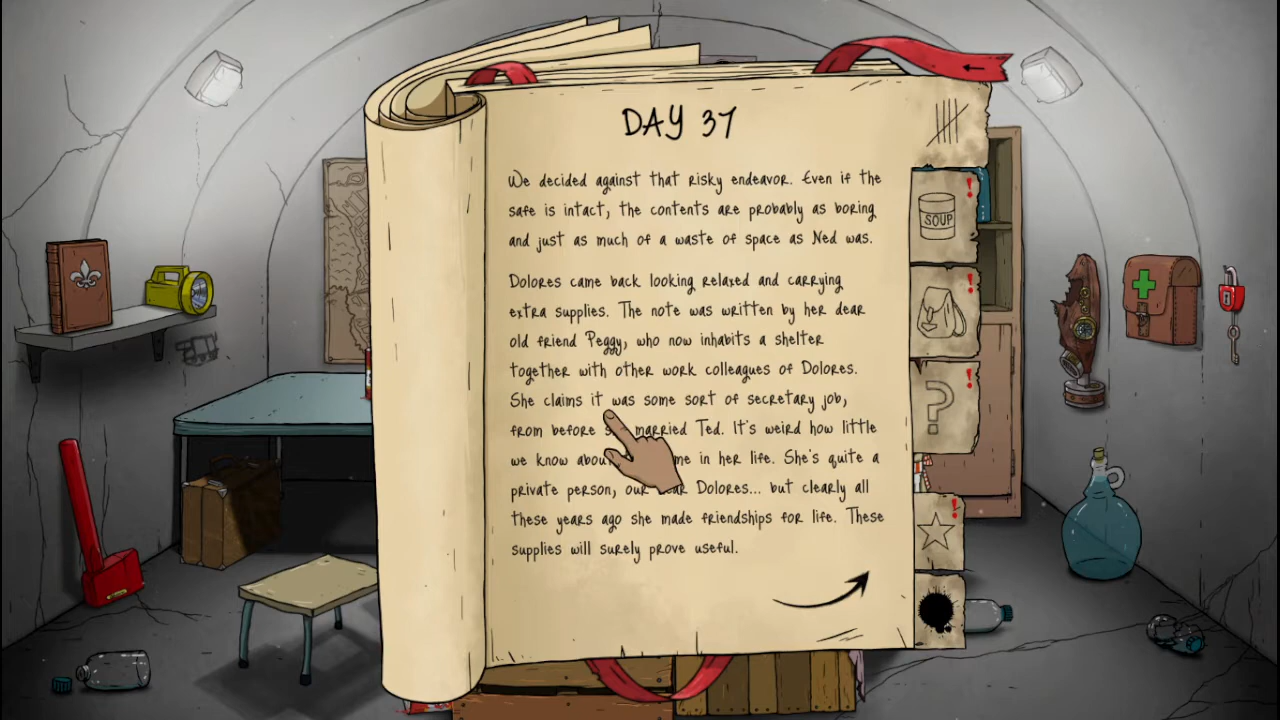 DAY 37
We decided against that risky endeavor. Even if the
safe is intact, the contents are probably as boring
and just as much of a waste of space as Ned was.
Dolores came back looking relaxed and carrying
extra supplies. The note was written by her dear
old friend Peggy, who now inhabits a shelter
together with other work colleagues of Dolores.
She claims it was some sort of secretary job,
from before married Ted. It's weird how little
we know in her life. She's quite a
private person, our Dolores... but clearly all
these years ago she made friendships for life. These
supplies will surely prove useful.
!
SOUP
!
!
?
!